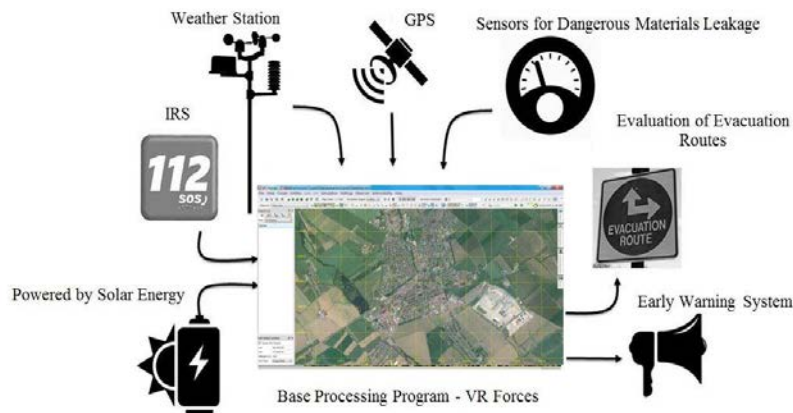 Weather Station
GPS
Sensors for Dangerous Materials Leakage
IRS
112
SOS
Evaluation of Evacuation
Routes
EVACUATION
ROUTE
Powered by Solar Energy
Early Warning System
Base Processing Program - VR Forces